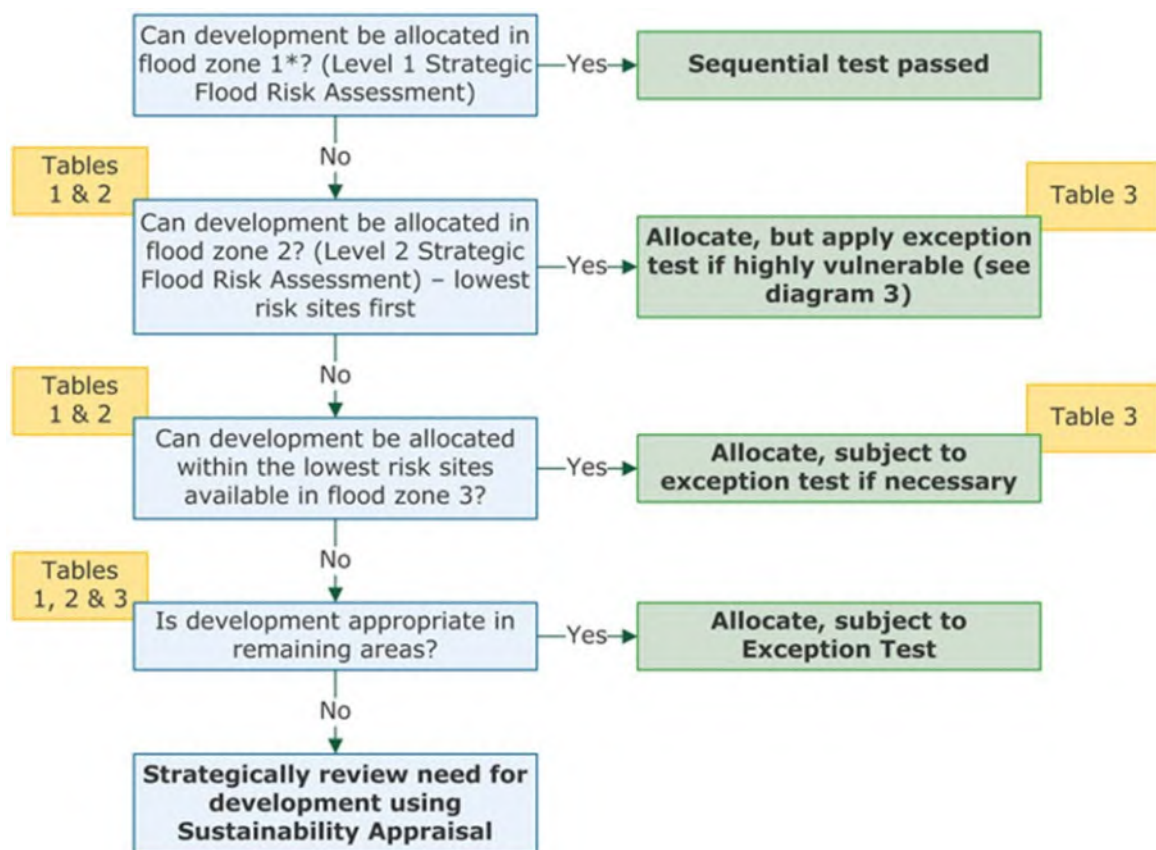 Can development be allocated in
flood zone 1*? (Level 1 Strategic
Flood Risk Assessment)
Yes
Sequential test passed
No
Tables
1 & 2
Table 3
Can development be allocated in
flood zone 2? (Level 2 Strategic
Flood Risk Assessment) – lowest
risk sites first
Yes
Allocate, but apply exception
test if highly vulnerable (see
diagram 3)
No
Tables
1 & 2
Table 3
Can development be allocated
within the lowest risk sites
available in flood zone 3?
Yes
Allocate, subject to
exception test if necessary
No
Tables
1, 2 & 3
Is development appropriate in
remaining areas?
Yes
Allocate, subject to
Exception Test
No
Strategically review need for
development using
Sustainability Appraisal